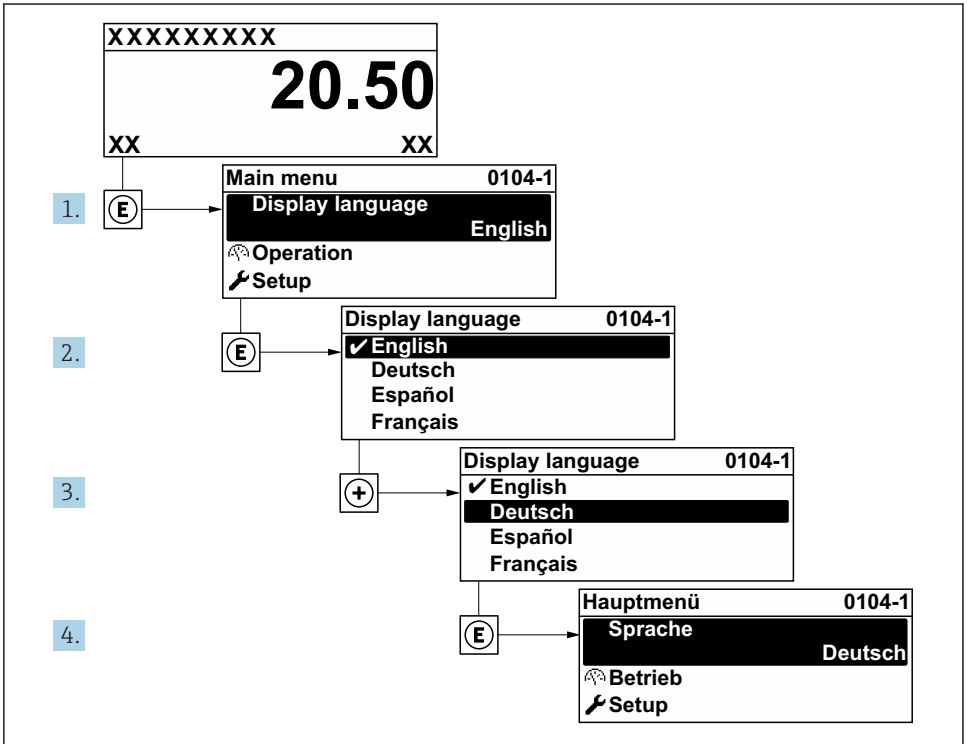 XXXXXXXXX
20.50
XX XX
1. E
Main menu 0104-1
Display language
English
Operation
Setup
2. E
Display language 0104-1
✔English
Deutsch
Español
Français
3. +
Display language 0104-1
✔English
Deutsch
Español
Français
4. E
Hauptmenü 0104-1
Sprache
Deutsch
Betrieb
Setup